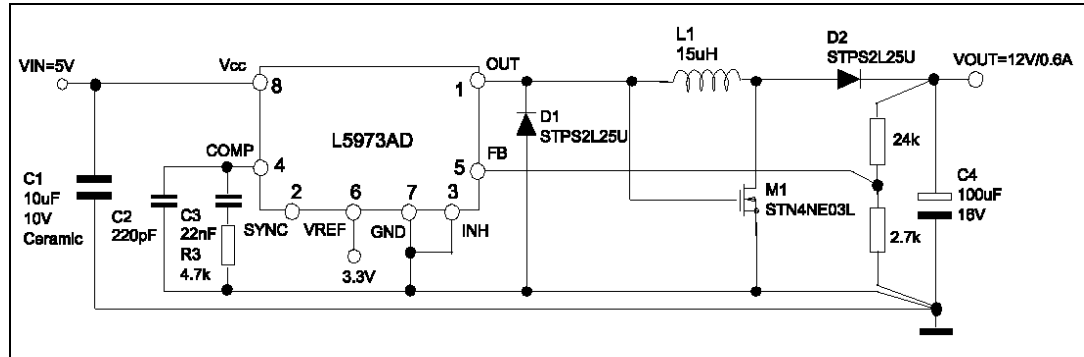 VIN=5V
Vcc
8
OUT
1
L1
15uH
D2
STPS2L25U
VOUT=12V/0.6A
L5973AD
D1
STPS2L25U
COMP
4
5
FB
24k
C1
10uF
10V
Ceramic
C2
220pF
C3
22nF
R3
4.7k
2
SYNC
6
VREF
7
GND
3
INH
3.3V
M1
STN4NE03L
2.7k
C4
100uF
16V